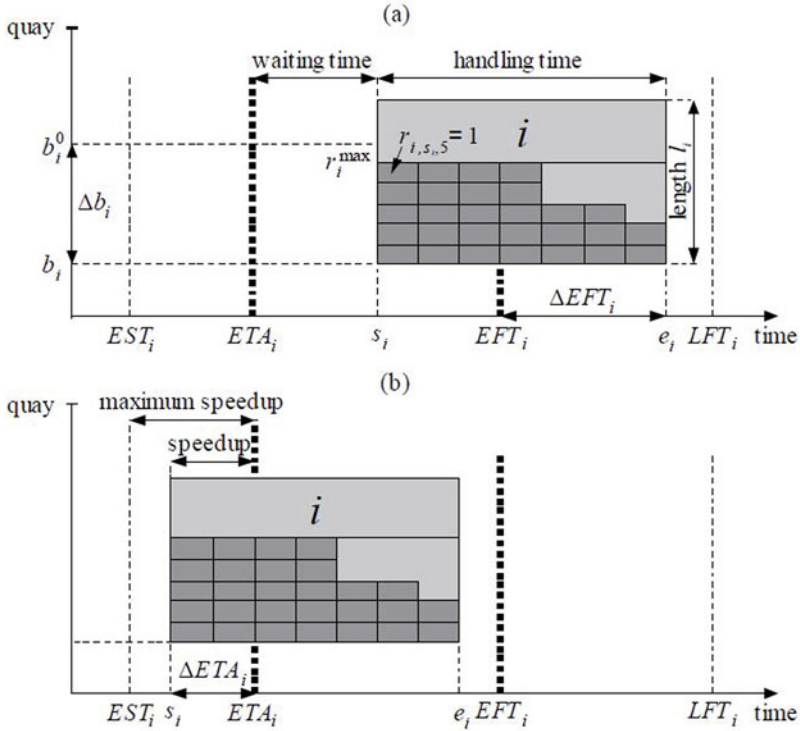 (a)
quay
waiting time
handling time
r_{i,s_i,5}=1
i
b_i^0
r_i^max
Δb_i
length l_i
b_i
ΔEFT_i
EST_i
ETA_i
s_i
EFT_i
e_i
LFT_i
time
(b)
quay
maximum speedup
speedup
i
ΔETA_i
EST_i
s_i
ETA_i
e_i
EFT_i
LFT_i
time